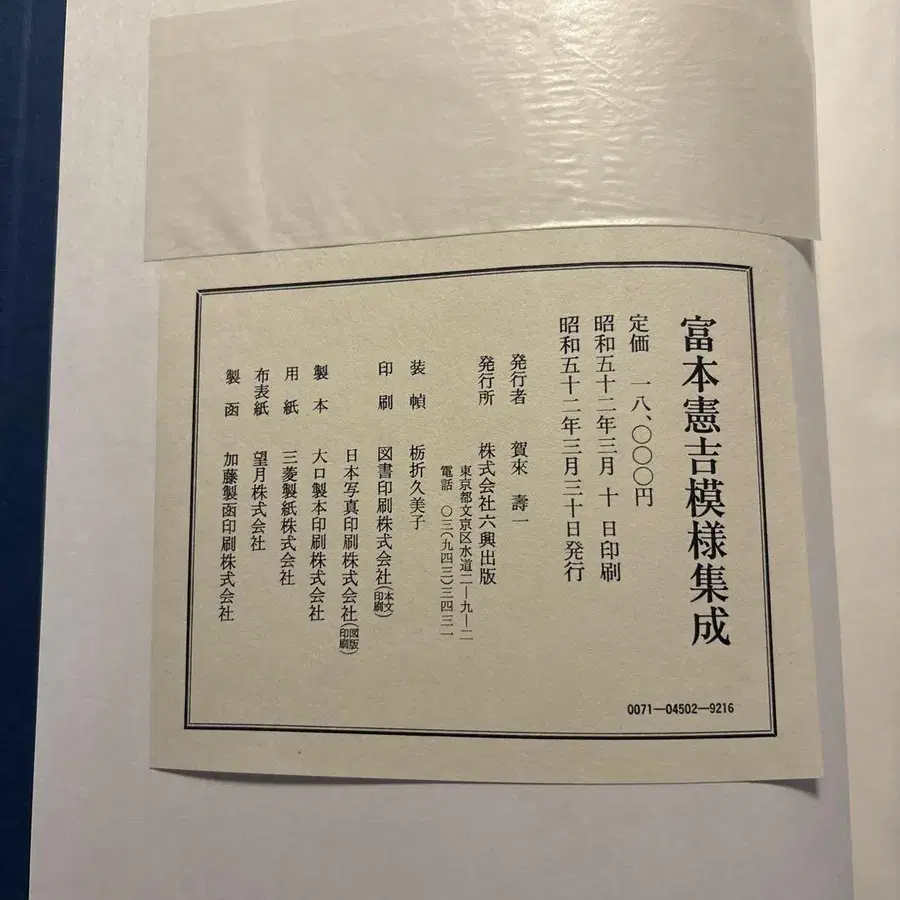 富本憲吉模様集成
定価 一八、〇〇〇円
昭和五十二年三月 十 日印刷
昭和五十二年三月三十日発行
発行者 賀來 壽一
発行所 株式会社六興出版
東京都文京区水道二―九―二
電話 〇三(九四三)三四三一
装幀 栃折久美子
印刷 図書印刷株式会社(本文印刷)
日本写真印刷株式会社(図版印刷)
製本 大口製本印刷株式会社
用紙 三菱製紙株式会社
布表紙 望月株式会社
製函 加藤製函印刷株式会社
0071―04502―9216